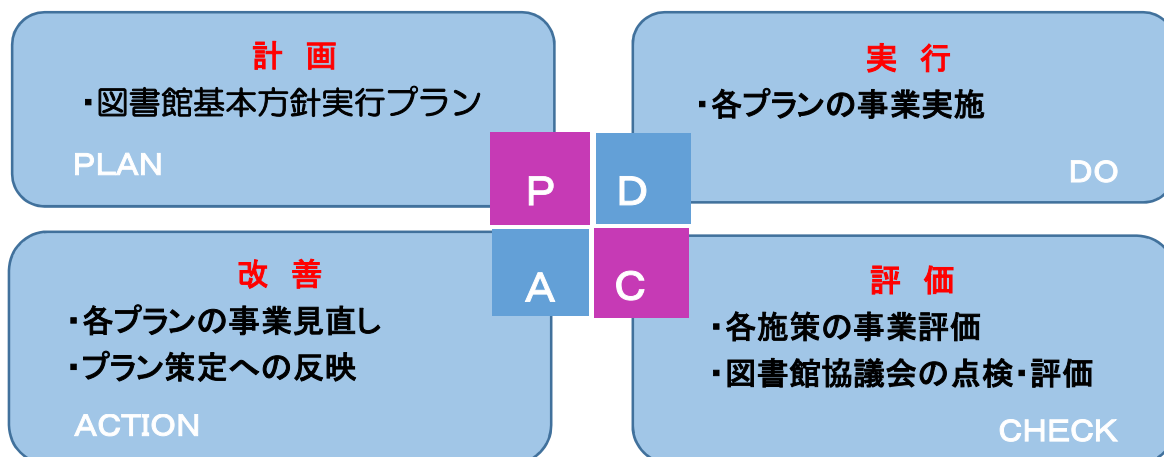 計 画
・図書館基本方針実行プラン
PLAN
実 行
・各プランの事業実施
DO
P
D
A
C
改 善
・各プランの事業見直し
・プラン策定への反映
ACTION
評 価
・各施策の事業評価
・図書館協議会の点検・評価
CHECK